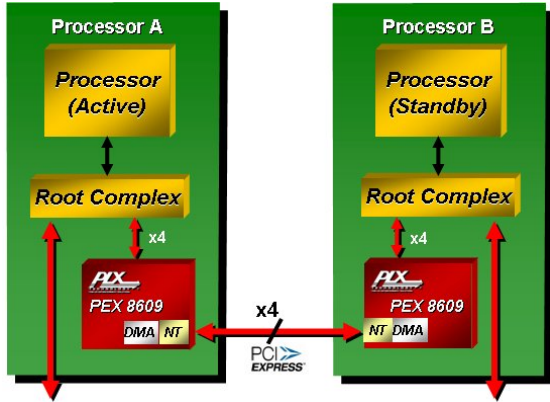 Processor A
Processor
(Active)
Root Complex
x4
PLX
PEX 8609
DMA NT
x4
PCI
EXPRESS
Processor B
Processor
(Standby)
Root Complex
x4
PLX
PEX 8609
NT DMA